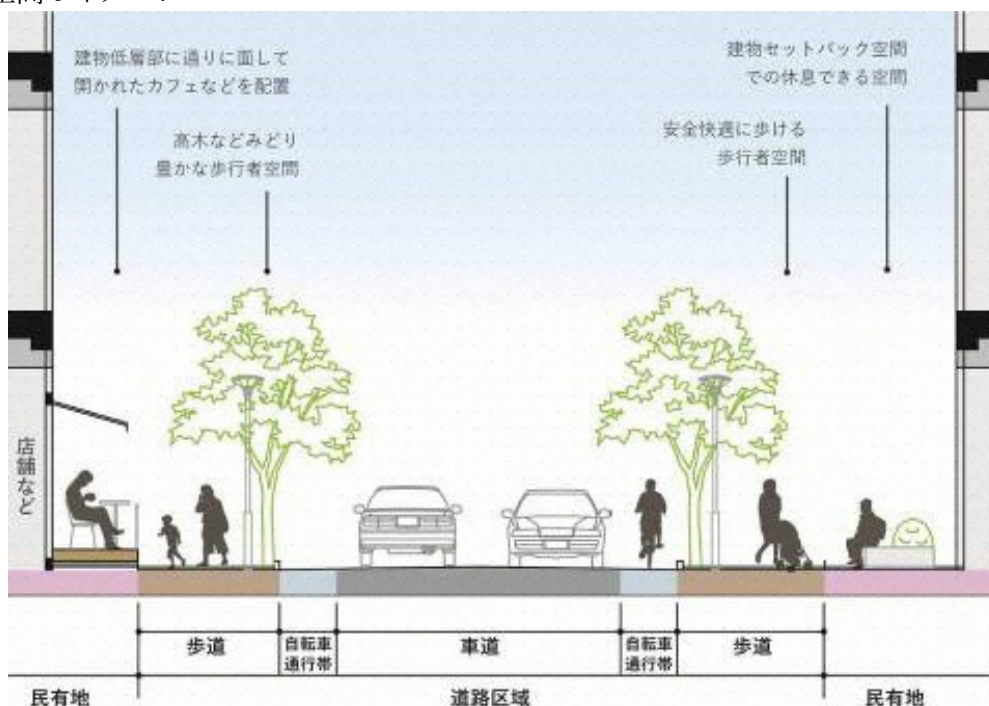 建物低層部に通りに面して
開かれたカフェなどを配置
高木などみどり
豊かな歩行者空間
建物セットバック空間
での休息できる空間
安全快適に歩ける
歩行者空間
店舗など
歩道
自転車
通行帯
車道
自転車
通行帯
歩道
民有地
道路区域
民有地